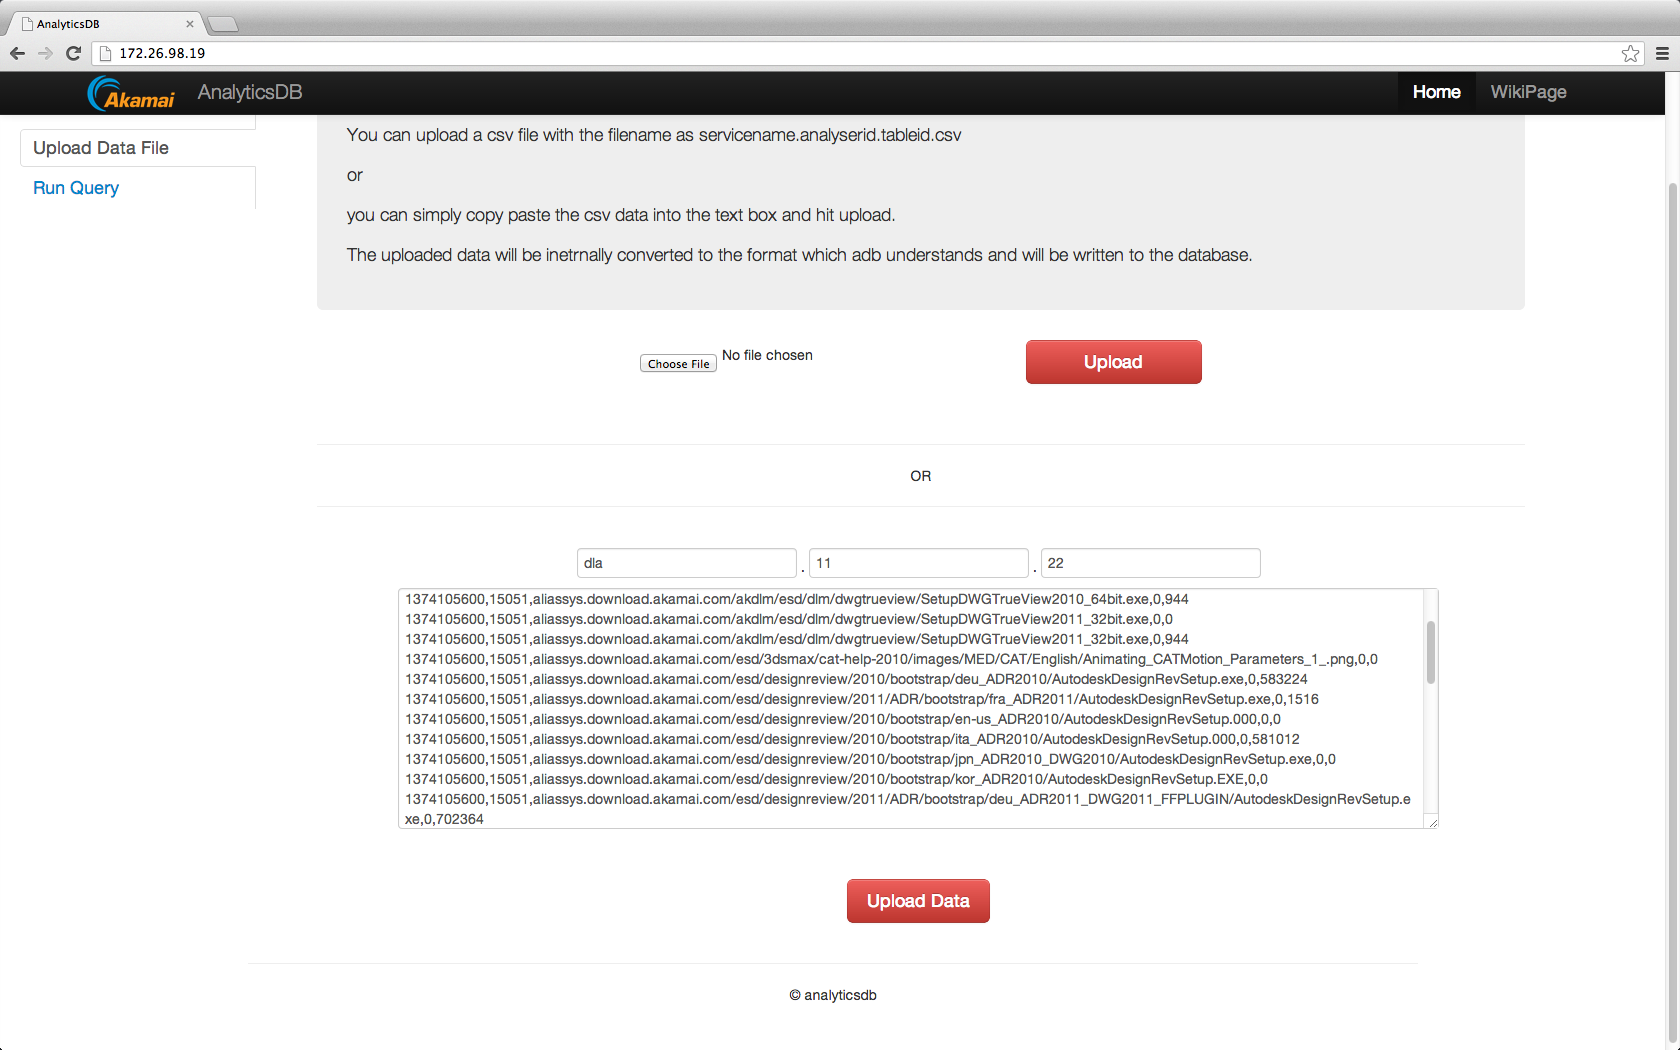 AnalyticsDB
172.26.98.19
Akamai AnalyticsDB Home WikiPage
Upload Data File
Run Query
You can upload a csv file with the filename as servicename.analyserid.tableid.csv
or
you can simply copy paste the csv data into the text box and hit upload.
The uploaded data will be inetrnally converted to the format which adb understands and will be written to the database.
Choose File No file chosen Upload
OR
dla . 11 . 22
1374105600,15051,aliassys.download.akamai.com/akdlm/esd/dlm/dwgtrueview/SetupDWGTrueView2010_64bit.exe,0,944
1374105600,15051,aliassys.download.akamai.com/akdlm/esd/dlm/dwgtrueview/SetupDWGTrueView2011_32bit.exe,0,0
1374105600,15051,aliassys.download.akamai.com/akdlm/esd/dlm/dwgtrueview/SetupDWGTrueView2011_32bit.exe,0,944
1374105600,15051,aliassys.download.akamai.com/esd/3dsmax/cat-help-2010/images/MED/CAT/English/Animating_CATMotion_Parameters_1_.png,0,0
1374105600,15051,aliassys.download.akamai.com/esd/designreview/2010/bootstrap/deu_ADR2010/AutodeskDesignRevSetup.exe,0,583224
1374105600,15051,aliassys.download.akamai.com/esd/designreview/2011/ADR/bootstrap/fra_ADR2011/AutodeskDesignRevSetup.exe,0,1516
1374105600,15051,aliassys.download.akamai.com/esd/designreview/2010/bootstrap/en-us_ADR2010/AutodeskDesignRevSetup.000,0,0
1374105600,15051,aliassys.download.akamai.com/esd/designreview/2010/bootstrap/ita_ADR2010/AutodeskDesignRevSetup.000,0,581012
1374105600,15051,aliassys.download.akamai.com/esd/designreview/2010/bootstrap/jpn_ADR2010_DWG2010/AutodeskDesignRevSetup.exe,0,0
1374105600,15051,aliassys.download.akamai.com/esd/designreview/2010/bootstrap/kor_ADR2010/AutodeskDesignRevSetup.EXE,0,0
1374105600,15051,aliassys.download.akamai.com/esd/designreview/2011/ADR/bootstrap/deu_ADR2011_DWG2011_FFPLUGIN/AutodeskDesignRevSetup.e
xe,0,702364
Upload Data
© analyticsdb